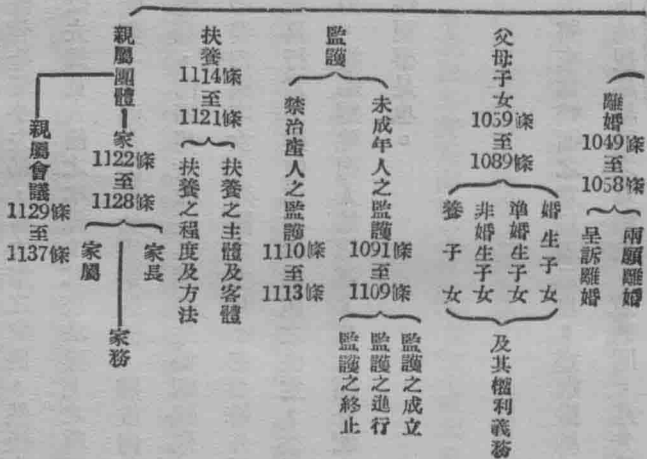 離婚
1049條
至
1058條
兩願離婚
呈訴離婚
父母子女
1059條
至
1089條
婚生子女
準婚生子女
非婚生子女
養子女
及其權利義務
監護
未成年人之監護
1091條
至
1109條
監護之成立
監護之進行
監護之終止
禁治產人之監護
1110條
至
1113條
扶養
1114條
至
1121條
扶養之主體及客體
扶養之程度及方法
親屬團體
家
1122條
至
1128條
家長
家屬
家務
親屬會議
1129條
至
1137條